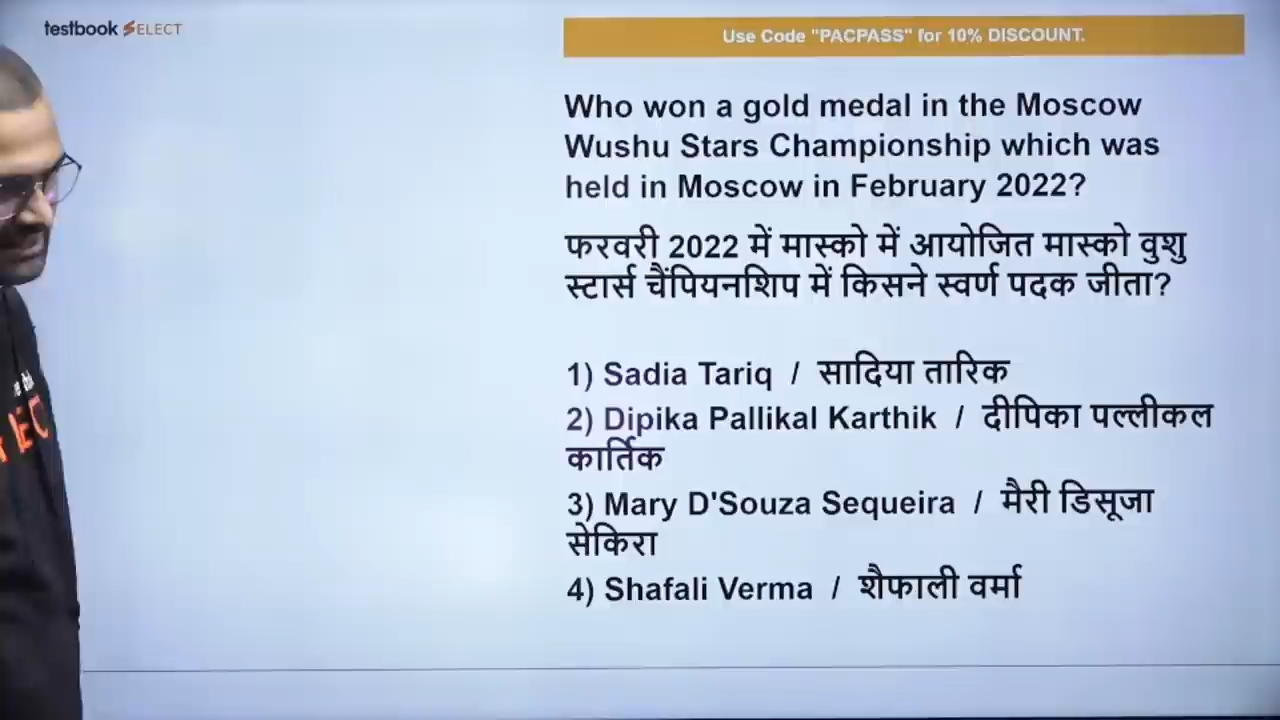 testbook SELECT
Use Code "PACPASS" for 10% DISCOUNT.
Who won a gold medal in the Moscow
Wushu Stars Championship which was
held in Moscow in February 2022?
फरवरी 2022 में मास्को में आयोजित मास्को वुशु
स्टार्स चैंपियनशिप में किसने स्वर्ण पदक जीता?
1) Sadia Tariq / सादिया तारिक
2) Dipika Pallikal Karthik / दीपिका पल्लीकल
कार्तिक
3) Mary D'Souza Sequeira / मैरी डिसूजा
सेकिरा
4) Shafali Verma / शैफाली वर्मा